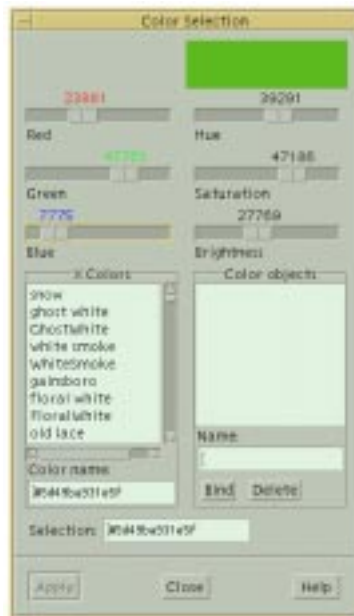 Color Selection
39291
Red
Hue
47186
Green
Saturation
7775
27769
Blue
Brightness
X Colors
Color objects
snow
ghost white
GhostWhite
white smoke
WhiteSmoke
gainsboro
floral white
FloralWhite
old lace
Name
Color name
Bind
Delete
Selection:
Apply
Close
Help